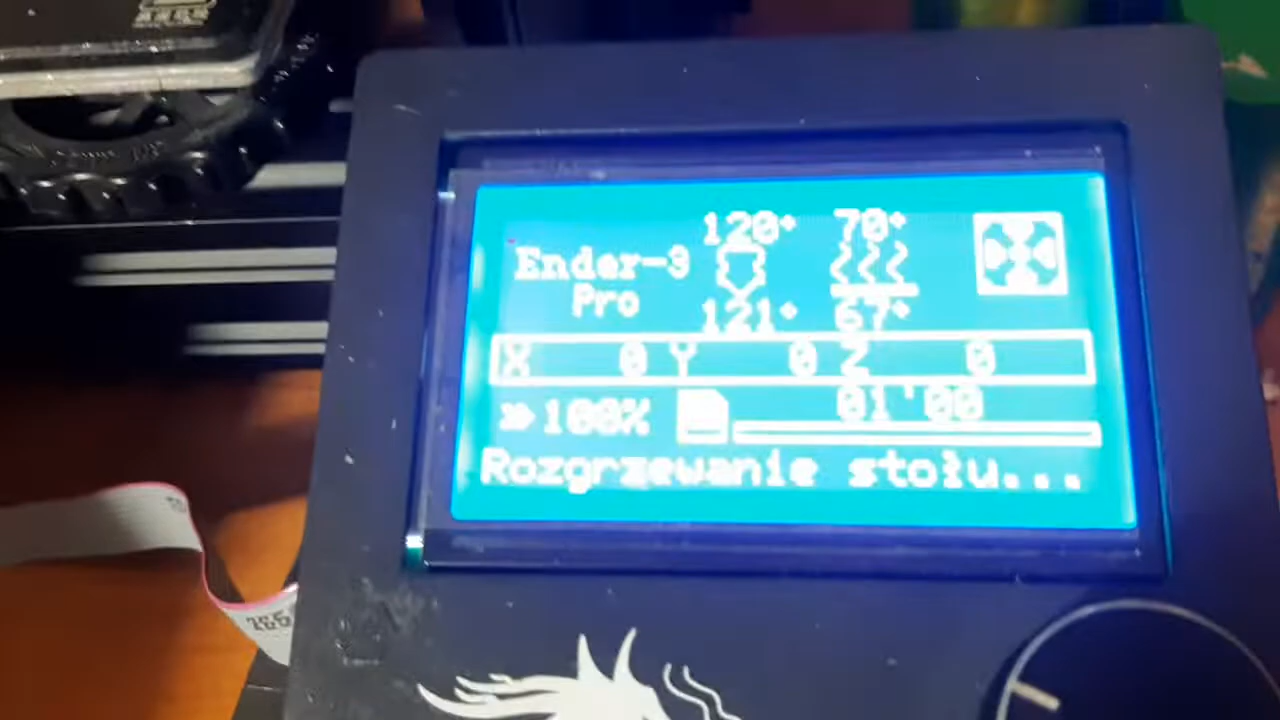 120° 70°
Ender-3
Pro
121° 67°
X 0 Y 0 Z 0
01'00
100%
Rozgrzewanie stołu...